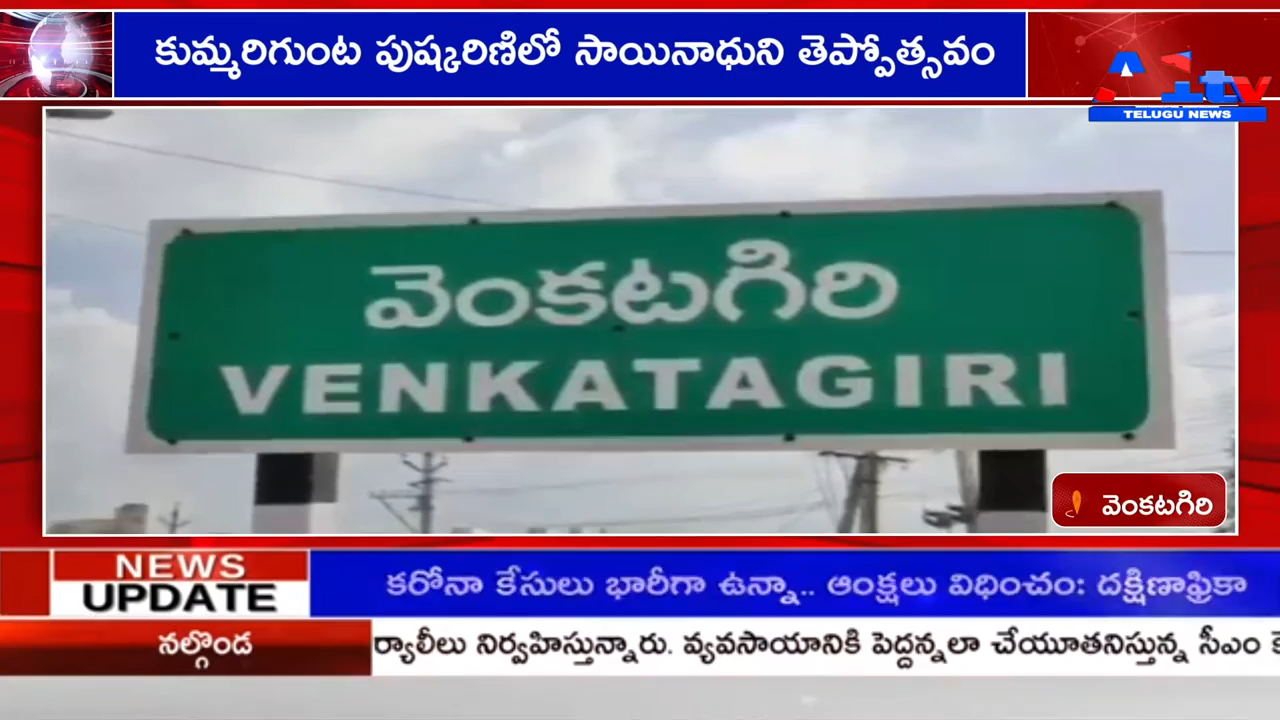 కుమ్మరిగుంట పుష్కరిణిలో సాయినాధుని తెప్పోత్సవం
A1tv
TELUGU NEWS
వెంకటగిరి
VENKATAGIRI
వెంకటగిరి
NEWS
UPDATE
కరోనా కేసులు భారీగా ఉన్నా.. ఆంక్షలు విధించం: దక్షిణాఫ్రికా
నల్గొండ
ర్యాలీలు నిర్వహిస్తున్నారు. వ్యవసాయానికి పెద్దన్నలా చేయూతనిస్తున్న సీఎం